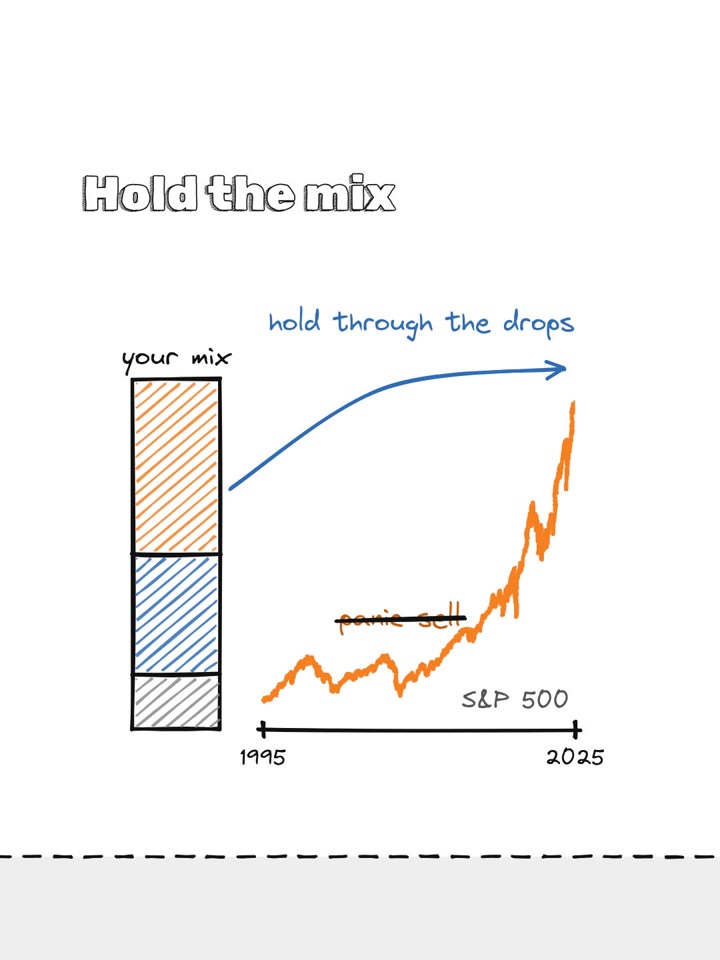 Hold the mix
hold through the drops
your mix
panic sell
S&P 500
1995
2025